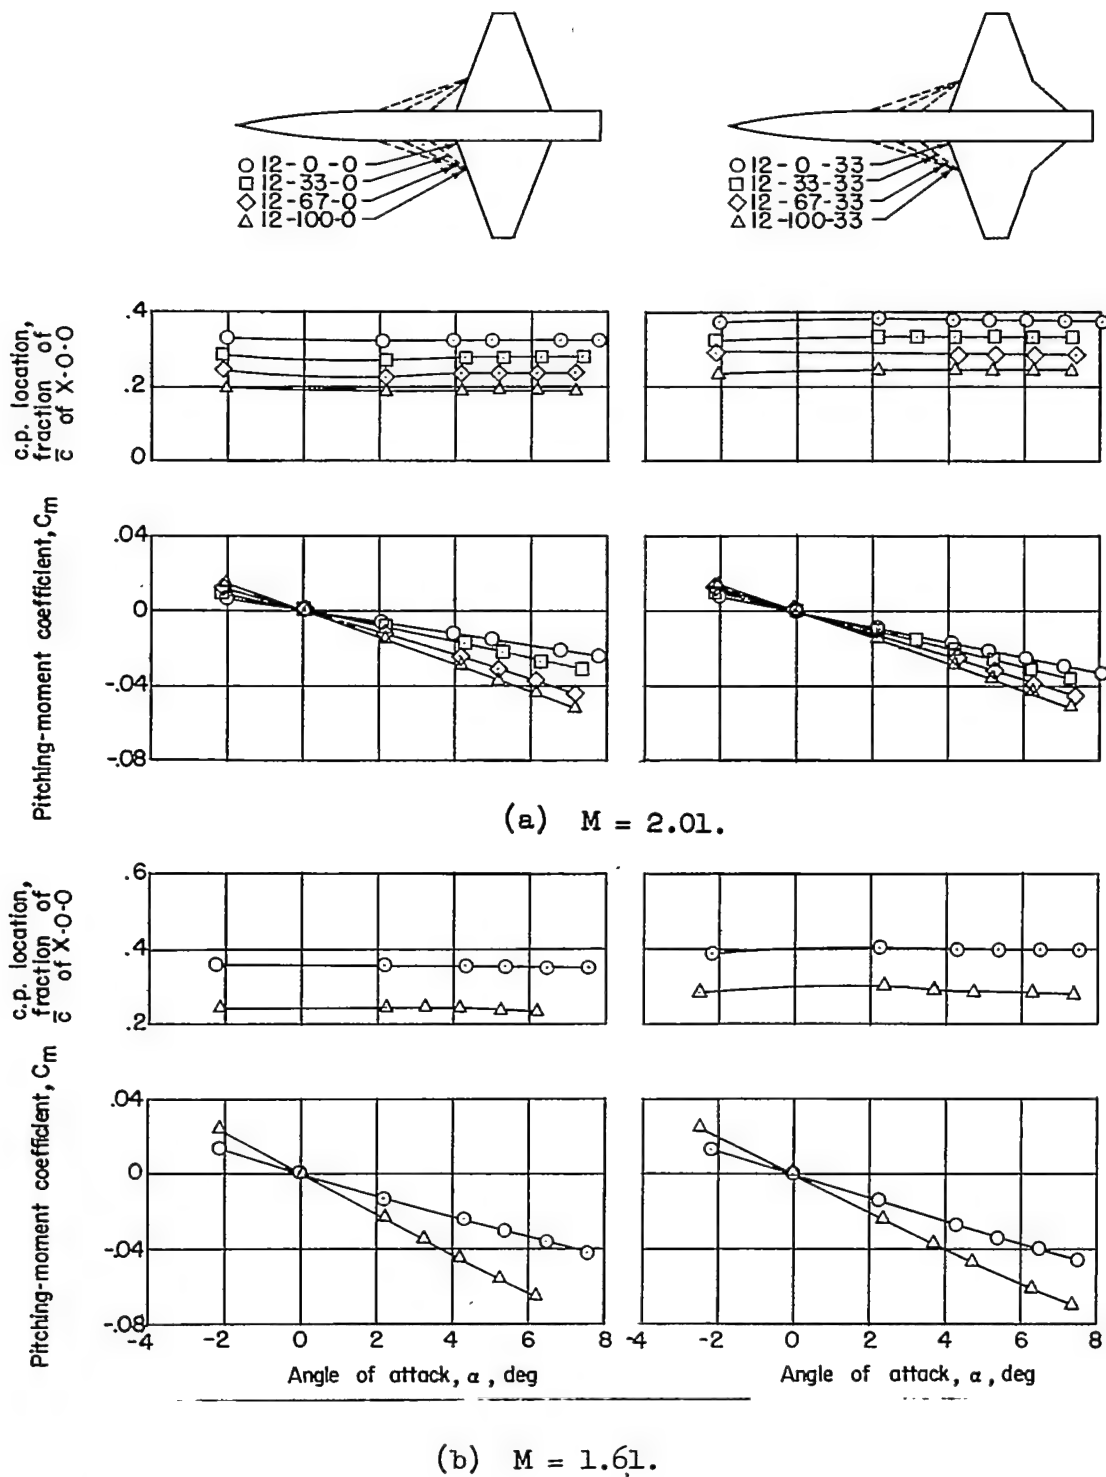 12-0 -0
12-33-0
12-67-0
12-100-0
12-0 -33
12-33-33
12-67-33
12-100-33
c.p. location,
fraction of
c̅ of X-0-0
.4
.2
0
Pitching-moment coefficient, Cm
.04
0
-.04
-.08
(a) M = 2.01.
c.p. location,
fraction of
c̅ of X-0-0
.6
.4
.2
Pitching-moment coefficient, Cm
.04
0
-.04
-.08
-4 -2 0 2 4 6 8
Angle of attack, α, deg
-4 -2 0 2 4 6 8
Angle of attack, α, deg
(b) M = 1.61.